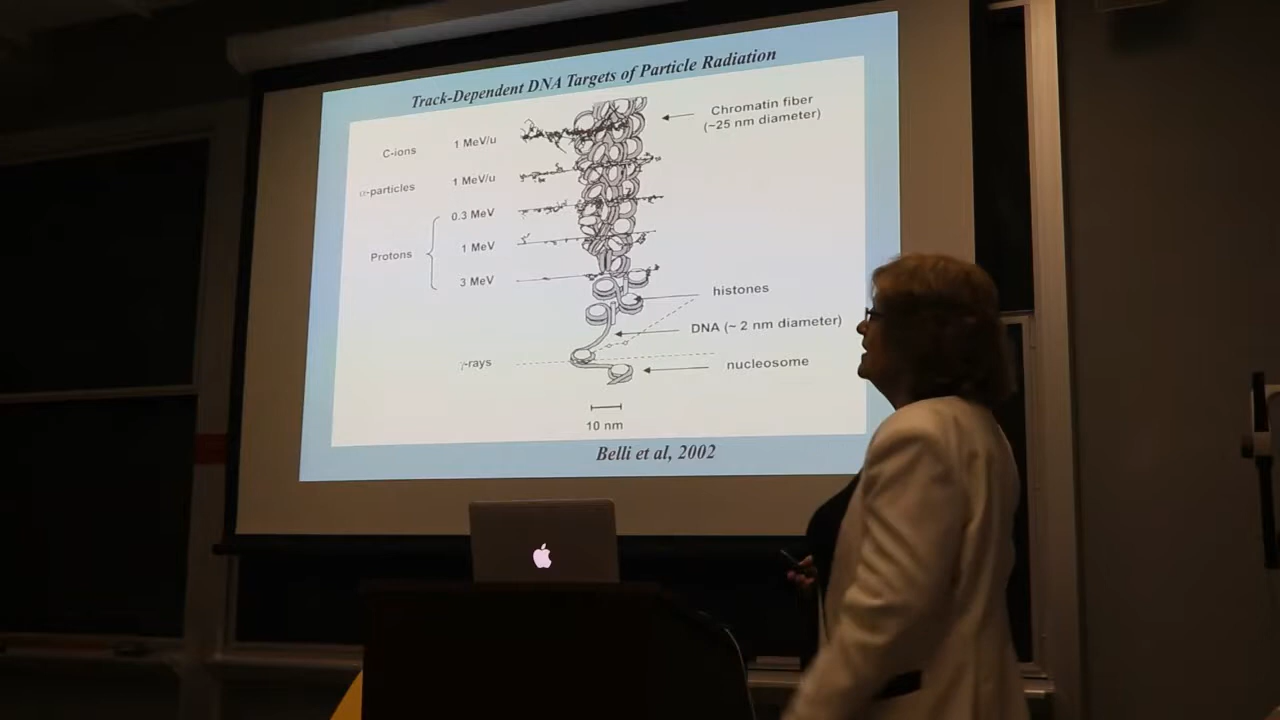 Track-Dependent DNA Targets of Particle Radiation
Chromatin fiber
(~25 nm diameter)
C-ions 1 MeV/u
α-particles 1 MeV/u
0.3 MeV
Protons 1 MeV
3 MeV
histones
DNA (~ 2 nm diameter)
γ-rays
nucleosome
10 nm
Belli et al, 2002